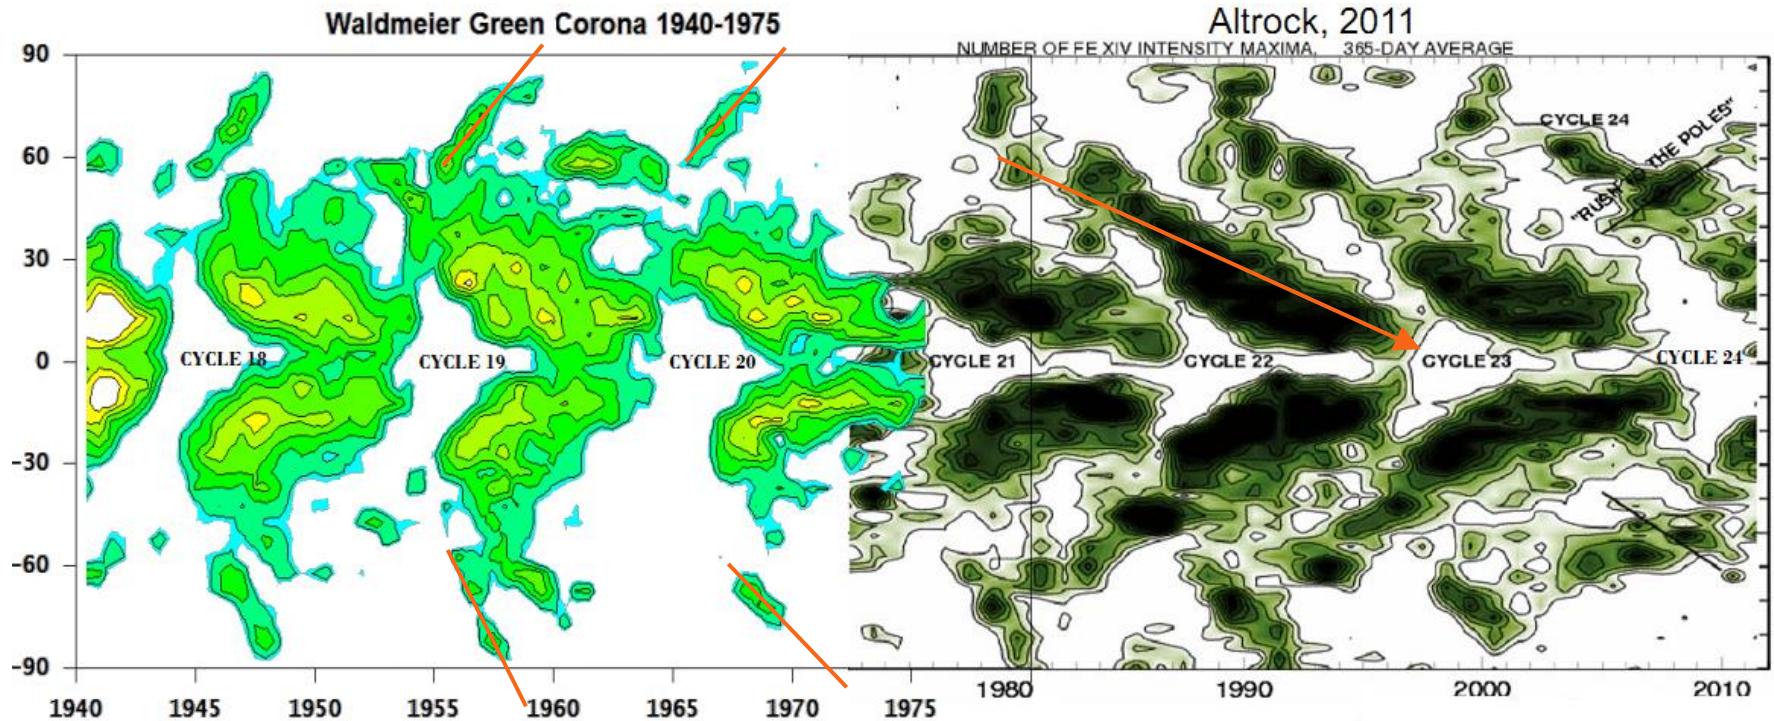 Waldmeier Green Corona 1940-1975
Altrock, 2011
NUMBER OF FE XIV INTENSITY MAXIMA, 365-DAY AVERAGE
90
60
30
0
-30
-60
-90
CYCLE 18
CYCLE 19
CYCLE 20
CYCLE 21
CYCLE 22
CYCLE 23
CYCLE 24
CYCLE 24
"RUSH TO THE POLES"
1940
1945
1950
1955
1960
1965
1970
1975
1980
1990
2000
2010